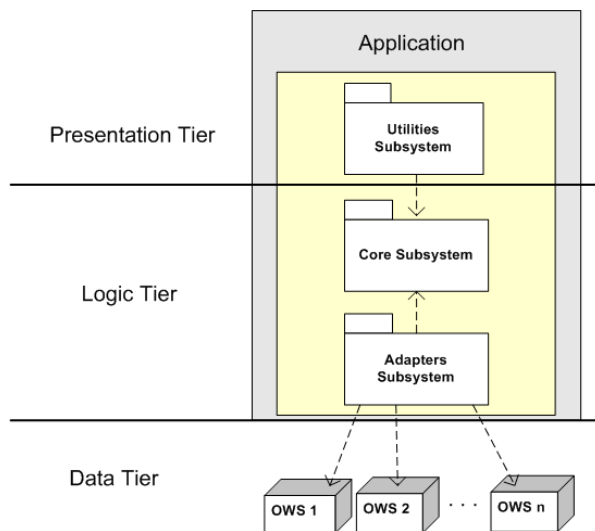 Application
Presentation Tier
Utilities
Subsystem
Core Subsystem
Logic Tier
Adapters
Subsystem
Data Tier
OWS 1
OWS 2
. . .
OWS n